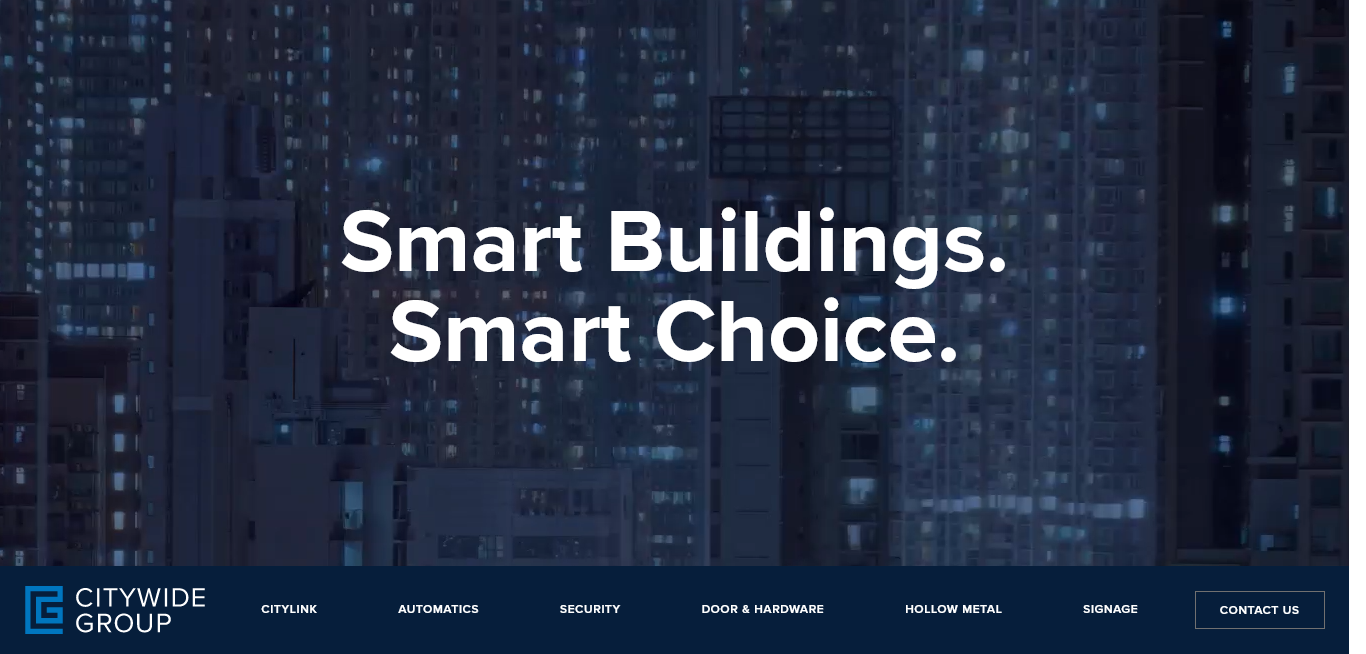 Smart Buildings.
Smart Choice.
CITYWIDE
GROUP
CITYLINK
AUTOMATICS
SECURITY
DOOR & HARDWARE
HOLLOW METAL
SIGNAGE
CONTACT US